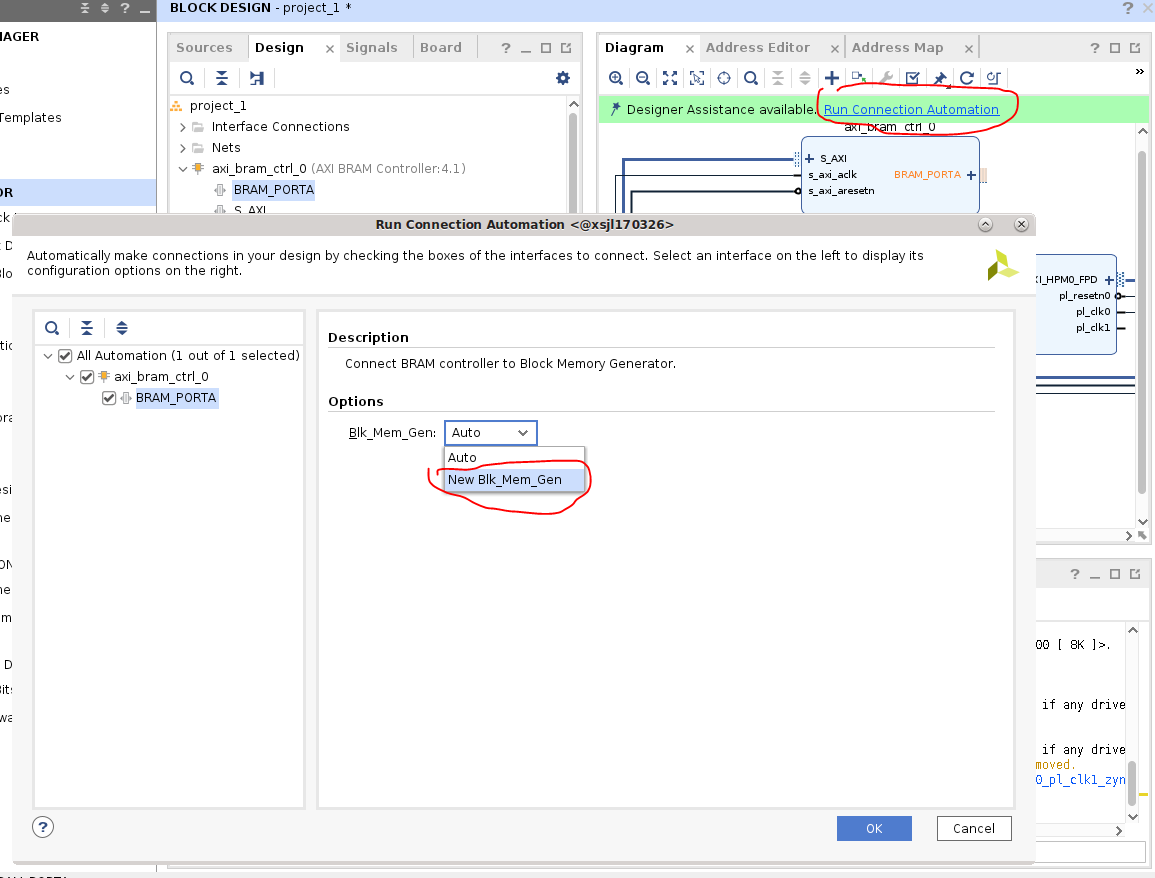 BLOCK DESIGN - project_1 *
?
AGER
Sources
Design
Signals
Board
?
Diagram
Address Editor
Address Map
?
»
Templates
project_1
Interface Connections
Nets
axi_bram_ctrl_0 (AXI BRAM Controller:4.1)
BRAM_PORTA
S_AXI
Designer Assistance available. Run Connection Automation
axi_bram_ctrl_0
S_AXI
s_axi_aclk
s_axi_aresetn
BRAM_PORTA
OR
Run Connection Automation <@xsjl170326>
Automatically make connections in your design by checking the boxes of the interfaces to connect. Select an interface on the left to display its
configuration options on the right.
XI_HPM0_FPD
pl_resetn0
pl_clk0
pl_clk1
All Automation (1 out of 1 selected)
axi_bram_ctrl_0
BRAM_PORTA
Description
Connect BRAM controller to Block Memory Generator.
Options
Blk_Mem_Gen:
Auto
Auto
New Blk_Mem_Gen
?
00 [ 8K ]>.
if any drive
if any drive
moved.
0_pl_clk1_zyn
?
OK
Cancel